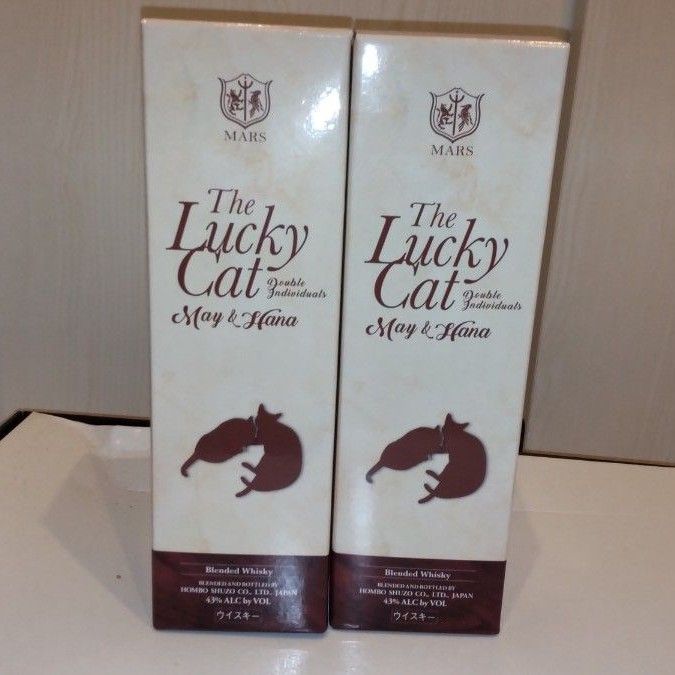 MARS
The
Lucky
Cat Double
Individuals
May & Hana
Blended Whisky
BLENDED AND BOTTLED BY
HOMBO SHUZO CO., LTD., JAPAN
43% ALC by VOL
ウイスキー
MARS
The
Lucky
Cat Double
Individuals
May & Hana
Blended Whisky
BLENDED AND BOTTLED BY
HOMBO SHUZO CO., LTD., JAPAN
43% ALC by VOL
ウイスキー